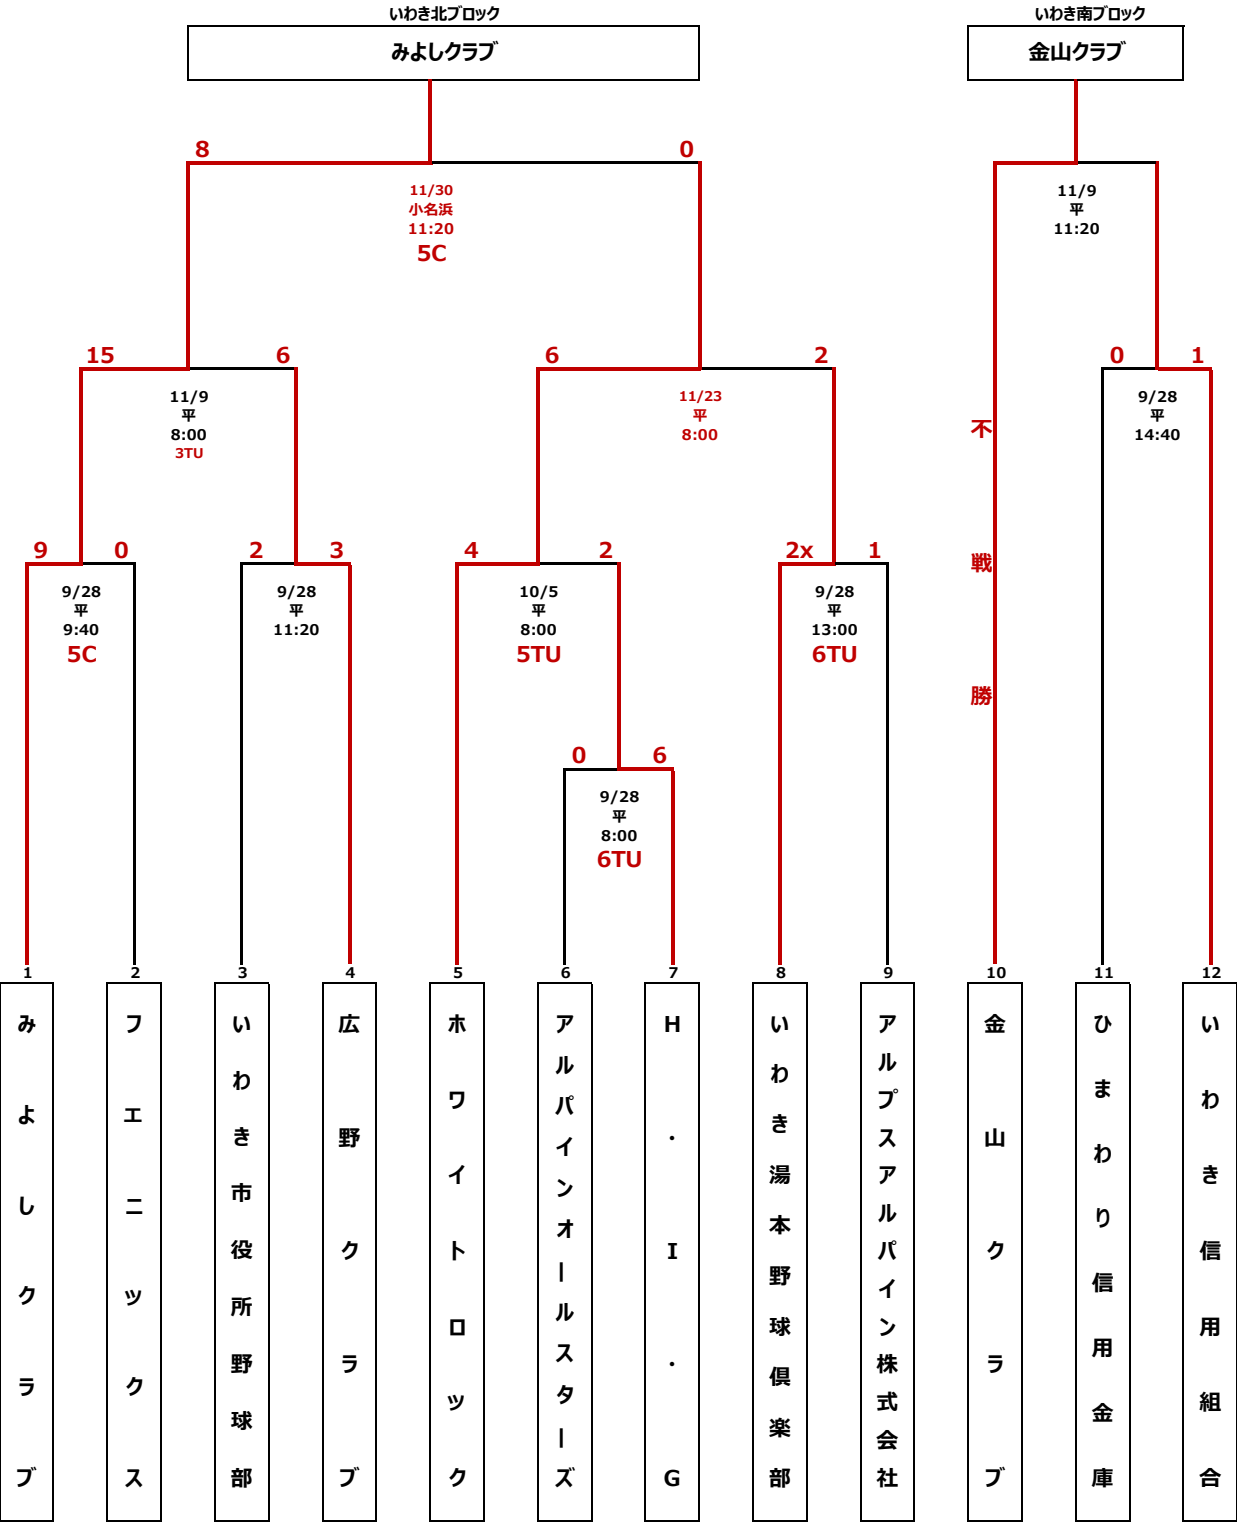 いわき北ブロック
みよしクラブ
いわき南ブロック
金山クラブ
8
0
11/30
小名浜
11:20
5C
11/9
平
11:20
15
6
11/9
平
8:00
3TU
6
2
11/23
平
8:00
0
1
9/28
平
14:40
不戦勝
9
0
9/28
平
9:40
5C
2
3
9/28
平
11:20
4
2
10/5
平
8:00
5TU
2x
1
9/28
平
13:00
6TU
0
6
9/28
平
8:00
6TU
1
みよしクラブ
2
フエニックス
3
いわき市役所野球部
4
広野クラブ
5
ホワイトロック
6
アルパインオールスターズ
7
H.I.G
8
いわき湯本野球倶楽部
9
アルプスアルパイン株式会社
10
金山クラブ
11
ひまわり信用金庫
12
いわき信用組合